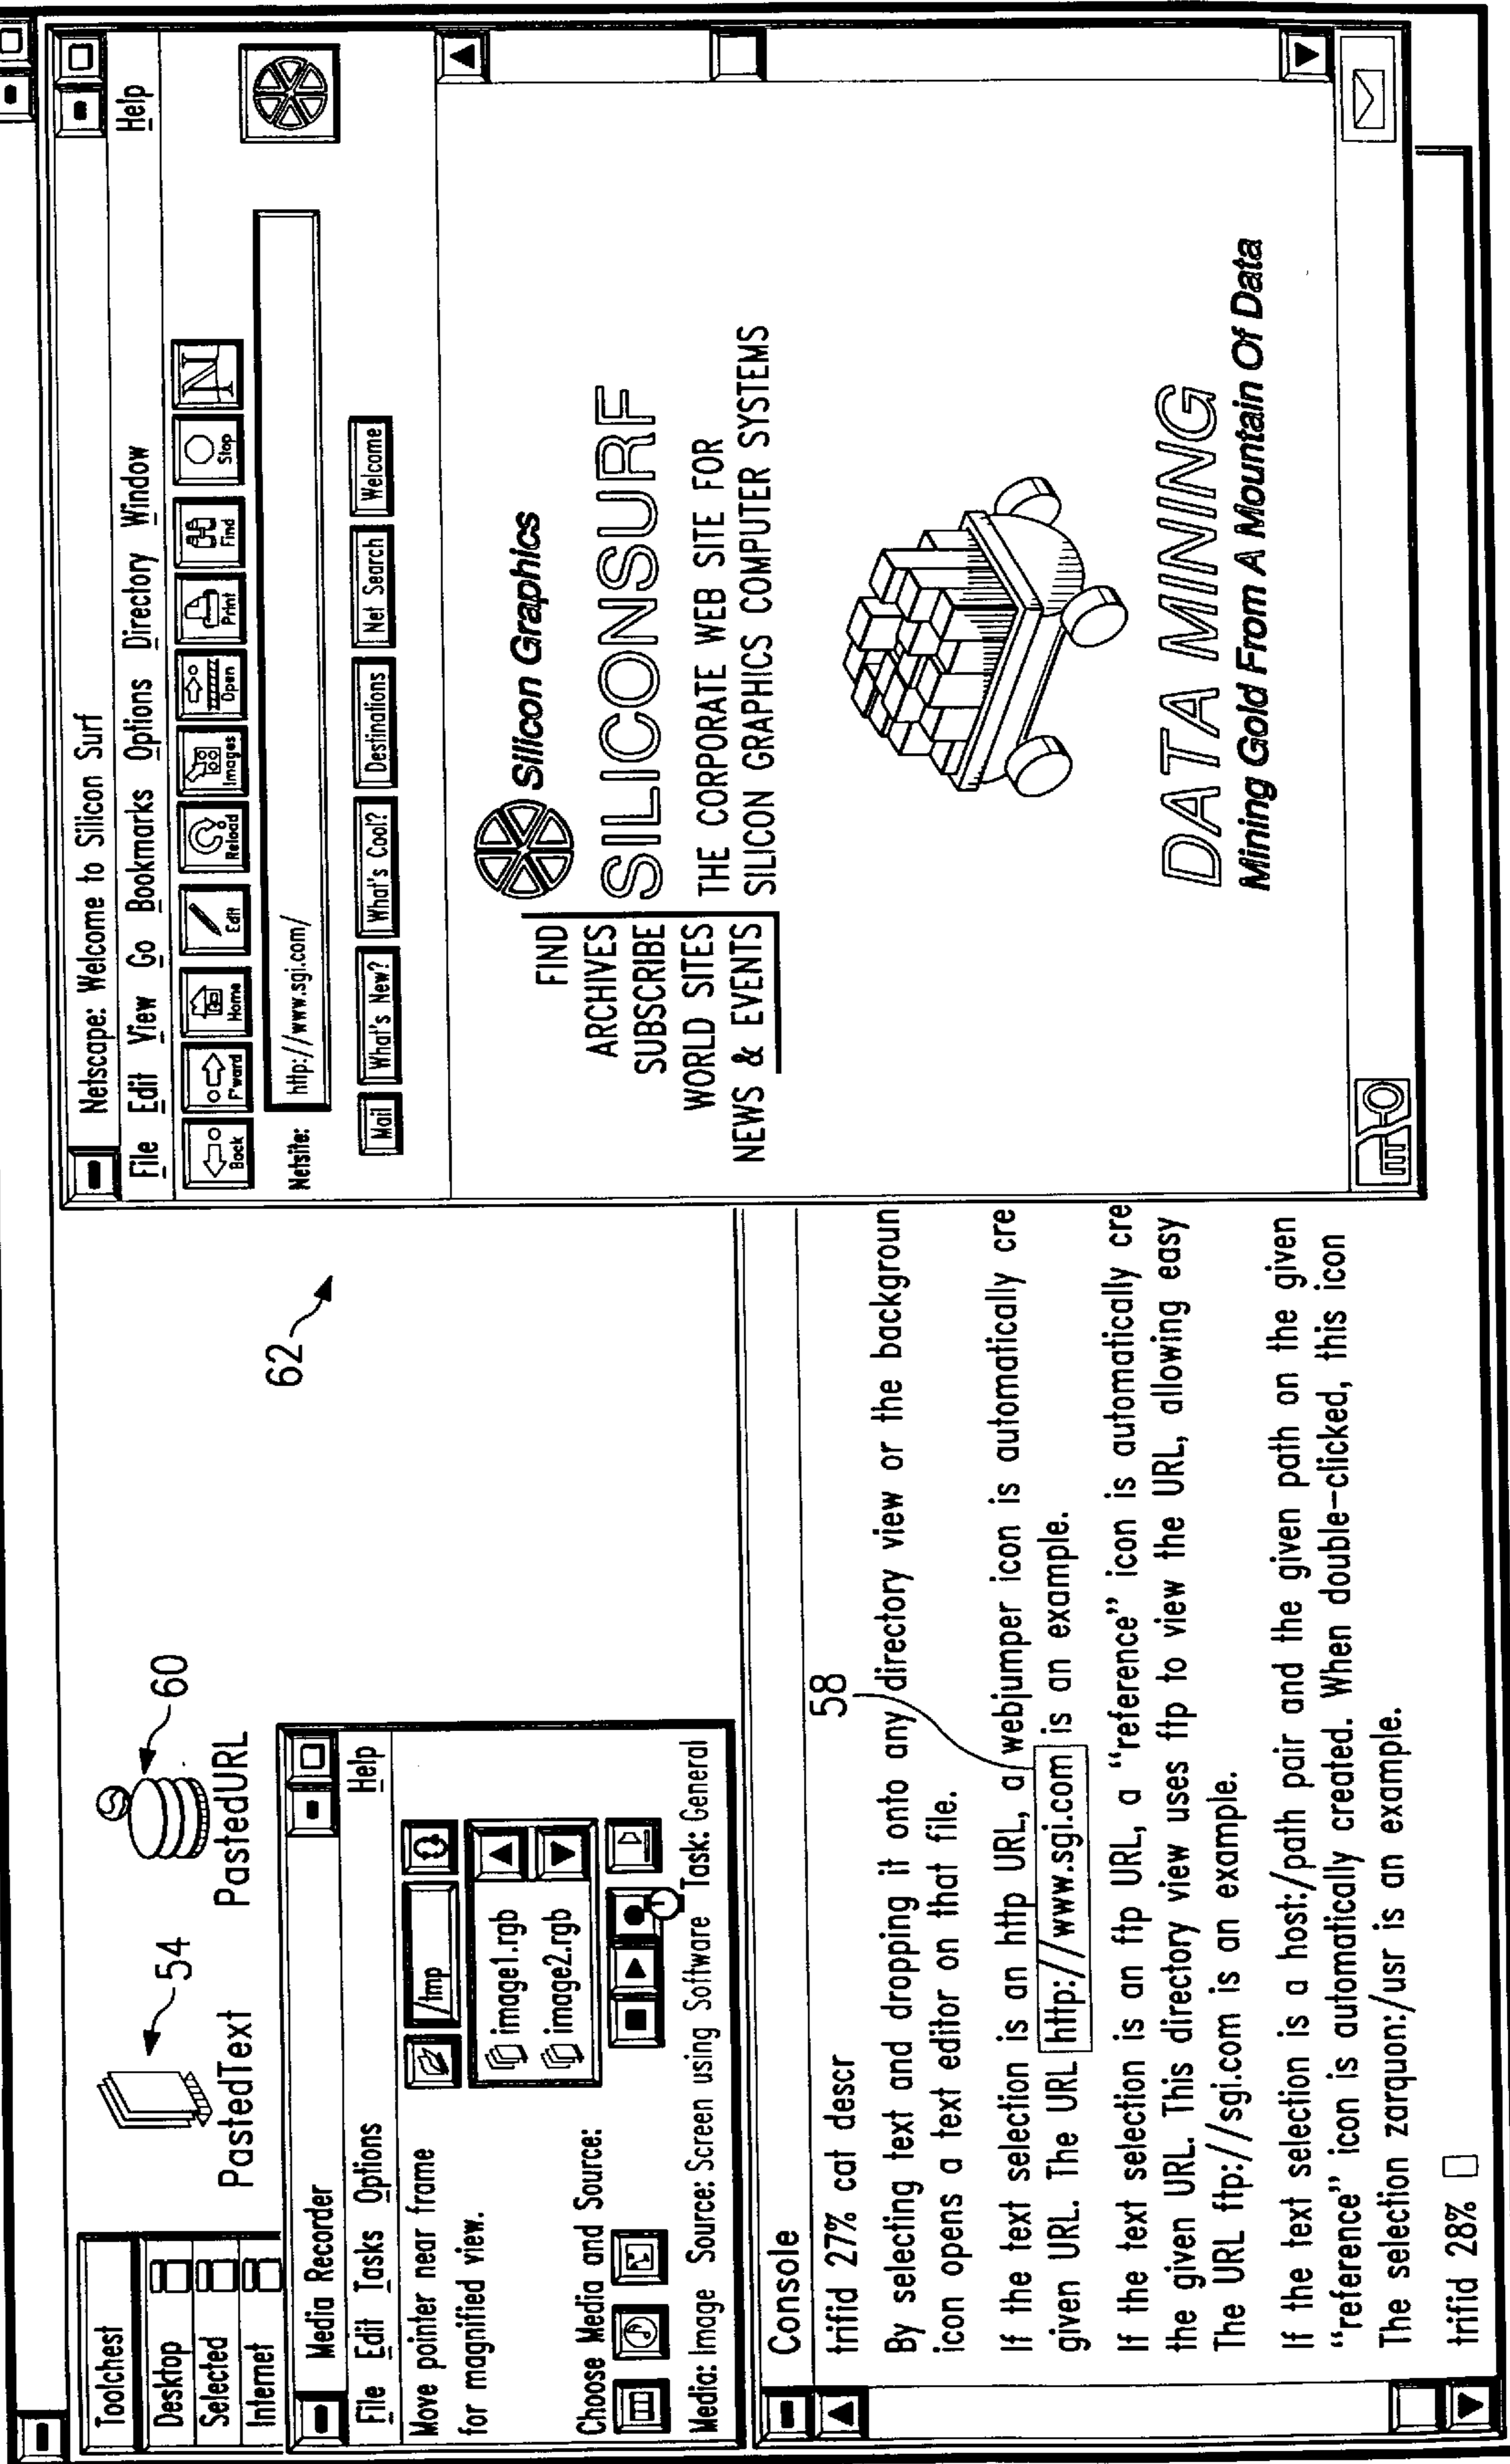 Toolchest
Desktop
Selected
Internet
PastedText
54
PastedURL
60
62
Media Recorder
File Edit Tasks Options Help
Move pointer near frame
for magnified view.
/tmp
image1.rgb
image2.rgb
Choose Media and Source:
Media: Image Source: Screen using Software Task: General
Netscape: Welcome to Silicon Surf
File Edit View Go Bookmarks Options Directory Window Help
Back F'ward Home Edit Reload Images Open Print Find Stop N
Netsite: http://www.sgi.com/
Mail What's New? What's Cool? Destinations Net Search Welcome
Silicon Graphics
FIND
ARCHIVES
SUBSCRIBE
WORLD SITES
NEWS & EVENTS
SILICONSURF
THE CORPORATE WEB SITE FOR
SILICON GRAPHICS COMPUTER SYSTEMS
DATA MINING
Mining Gold From A Mountain Of Data
Console
58
trifid 27% cat descr
By selecting text and dropping it onto any directory view or the backgroun
icon opens a text editor on that file.
If the text selection is an http URL, a webjumper icon is automatically cre
given URL. The URL http://www.sgi.com is an example.
If the text selection is an ftp URL, a "reference" icon is automatically cre
the given URL. This directory view uses ftp to view the URL, allowing easy
The URL ftp://sgi.com is an example.
If the text selection is a host:/path pair and the given path on the given
"reference" icon is automatically created. When double-clicked, this icon
The selection zarquon:/usr is an example.
trifid 28%